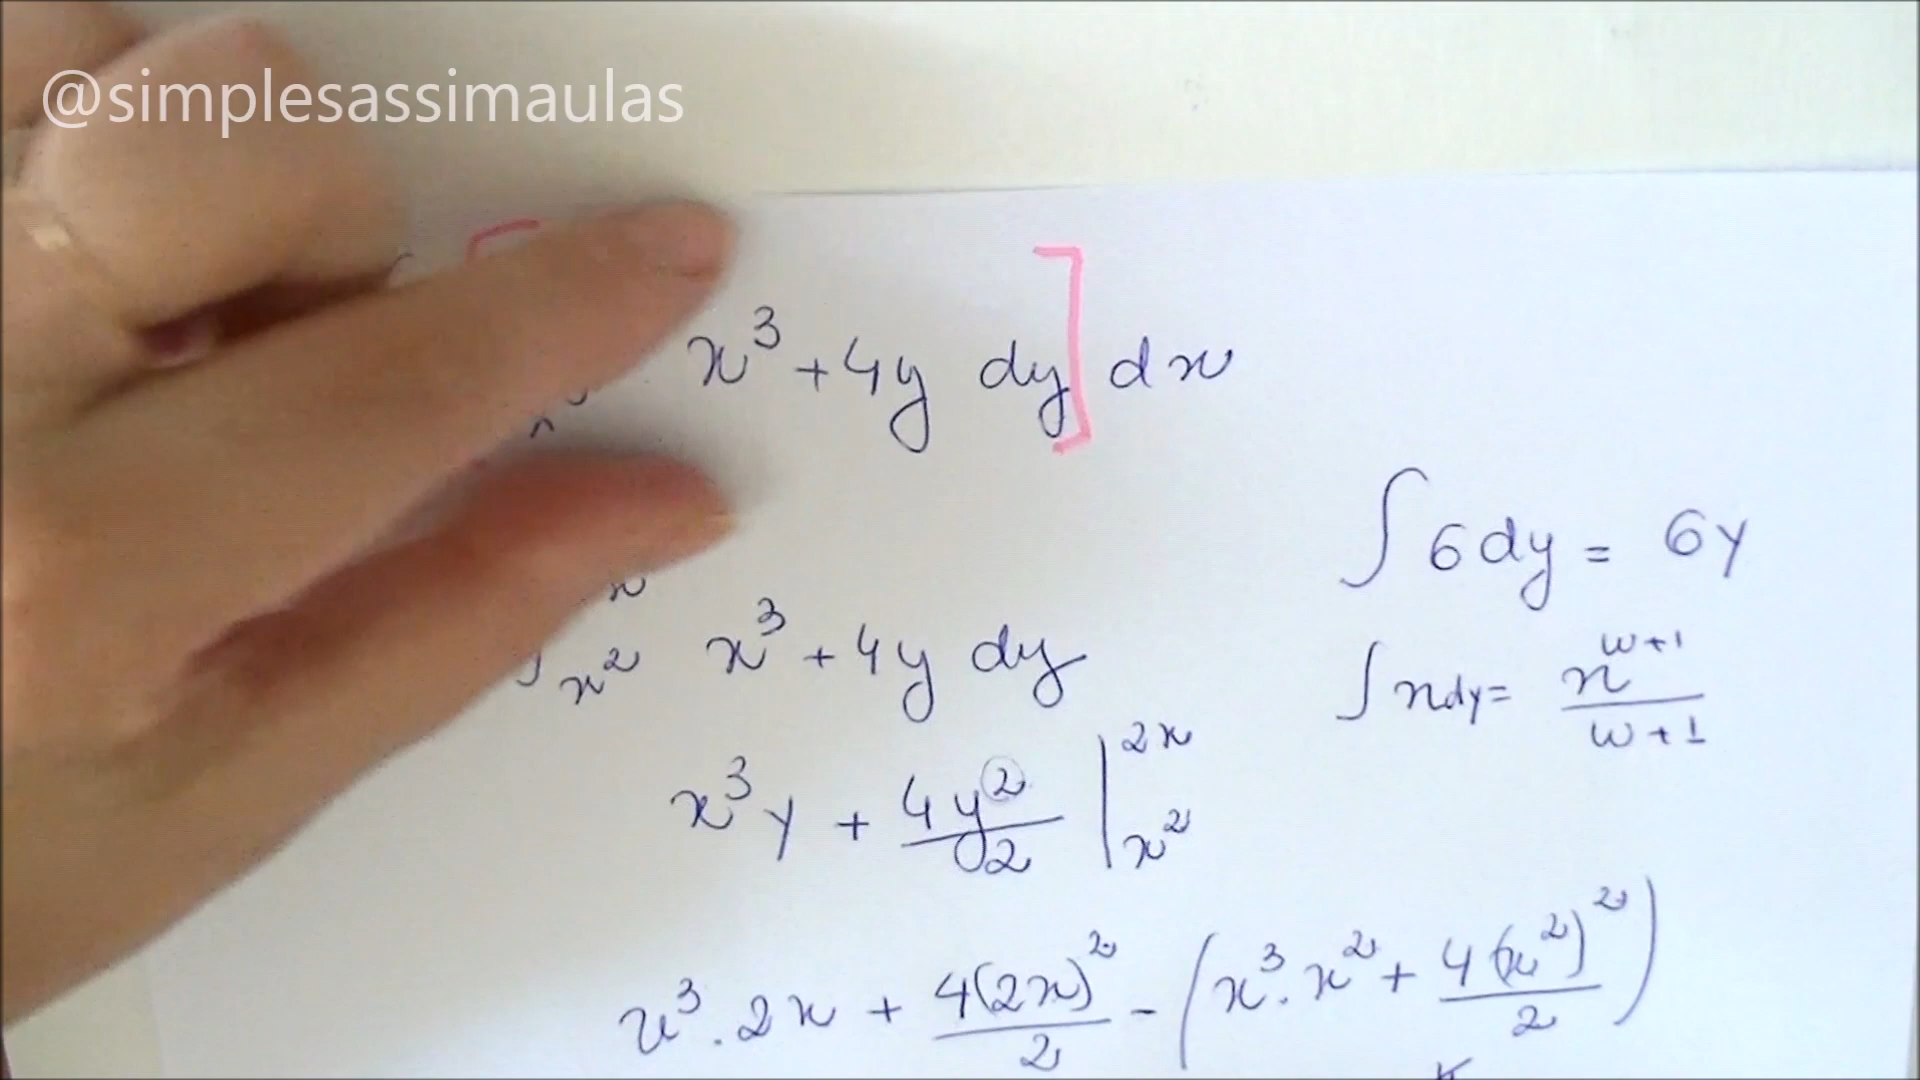 @simplesassimaulas
x³ + 4y dy] dx
∫ 6 dy = 6y
x² x³ + 4y dy
∫ x dy = x^(w+1) / (w+1)
x³y + 4y²/2 |_(x²)^(2x)
x³ . 2x + 4(2x)²/2 - (x³ . x² + 4(x²)²/2)